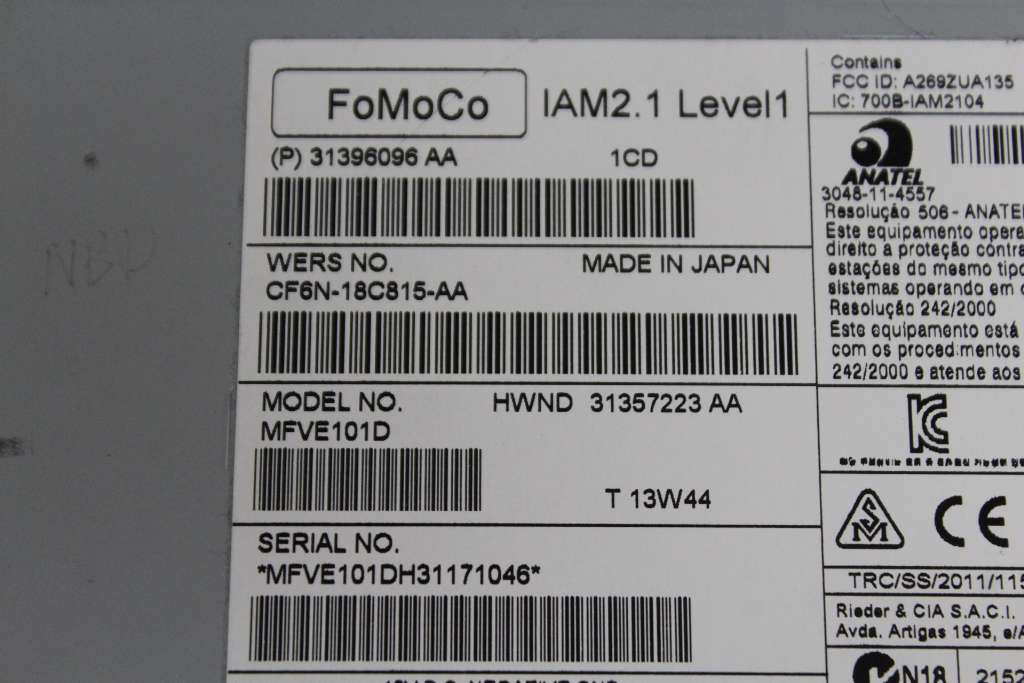 FoMoCo IAM2.1 Level1
(P) 31396096 AA 1CD
WERS NO. MADE IN JAPAN
CF6N-18C815-AA
MODEL NO. HWND 31357223 AA
MFVE101D
T 13W44
SERIAL NO.
*MFVE101DH31171046*
Contains
FCC ID: A269ZUA135
IC: 700B-IAM2104
ANATEL
3048-11-4557
Resolução 506 - ANATEL
Este equipamento opera
direito a proteção contra
estações do mesmo tipo
sistemas operando em
Resolução 242/2000
Este equipamento está
com os procedimentos
242/2000 e atende aos
CE
TRC/SS/2011/115
Rieder & CIA S.A.C.I.
Avda. Artigas 1945, e/A
N18 2152